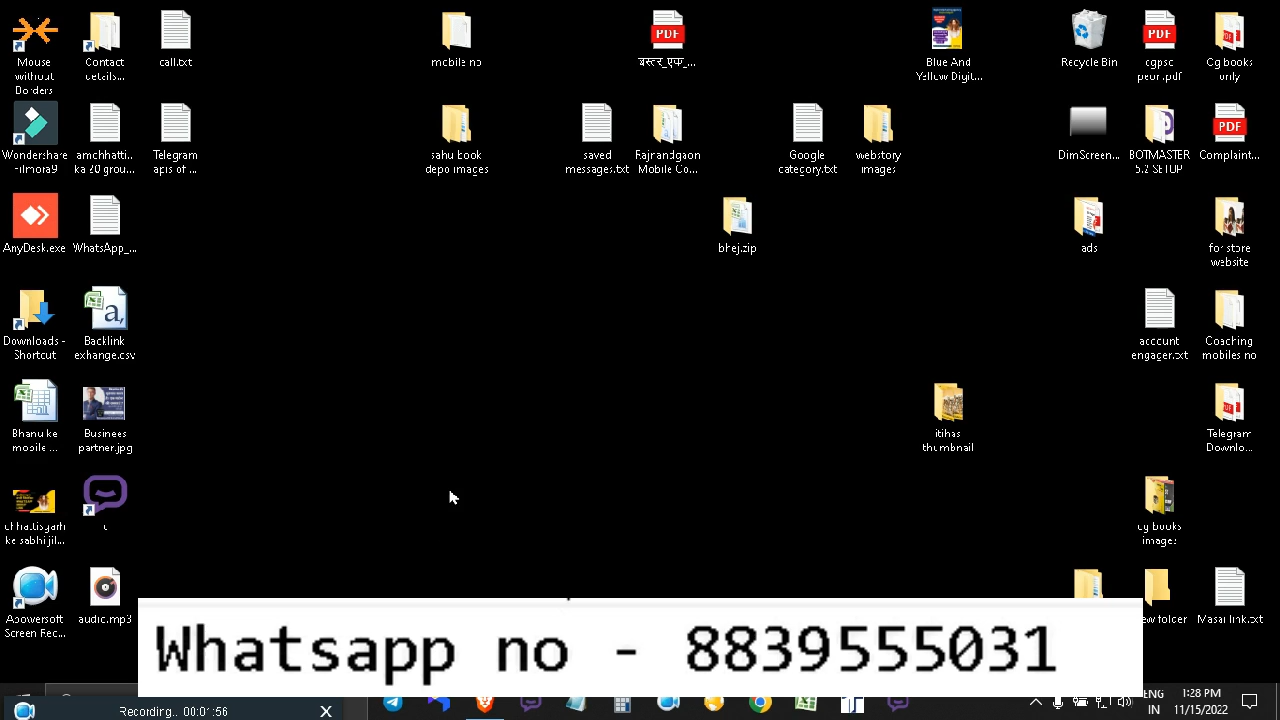 Mouse
without
Borders
Contact
details...
call.txt
mobile no
बस्तर_एक_...
Blue And
Yellow Digit...
Recycle Bin
cgpsc
peon.pdf
Cg books
only
Wondershare
Filmora9
amchhatti...
ka 20 grou...
Telegram
apis of ...
sahu book
depo images
saved
messages.txt
Rajnandgaon
Mobile Co...
Google
category.txt
webstory
images
DimScreen...
BOTMASTER
5.2 SETUP
Complaint...
AnyDesk.exe
WhatsApp_...
bhej.zip
ads
for store
website
Downloads -
Shortcut
Backlink
exhange.csv
account
engager.txt
Coaching
mobiles no
Bhanu ke
mobile ...
Business
partner.jpg
itihas
thumbnail
Telegram
Downlo...
chhattisgarh
ke sabhi jil...
cg books
images
Apowersoft
Screen Rec...
audio.mp3
New folder
Masai link.txt
Whatsapp no - 8839555031
Recording... 00:01:56
ENG
IN
1:28 PM
11/15/2022